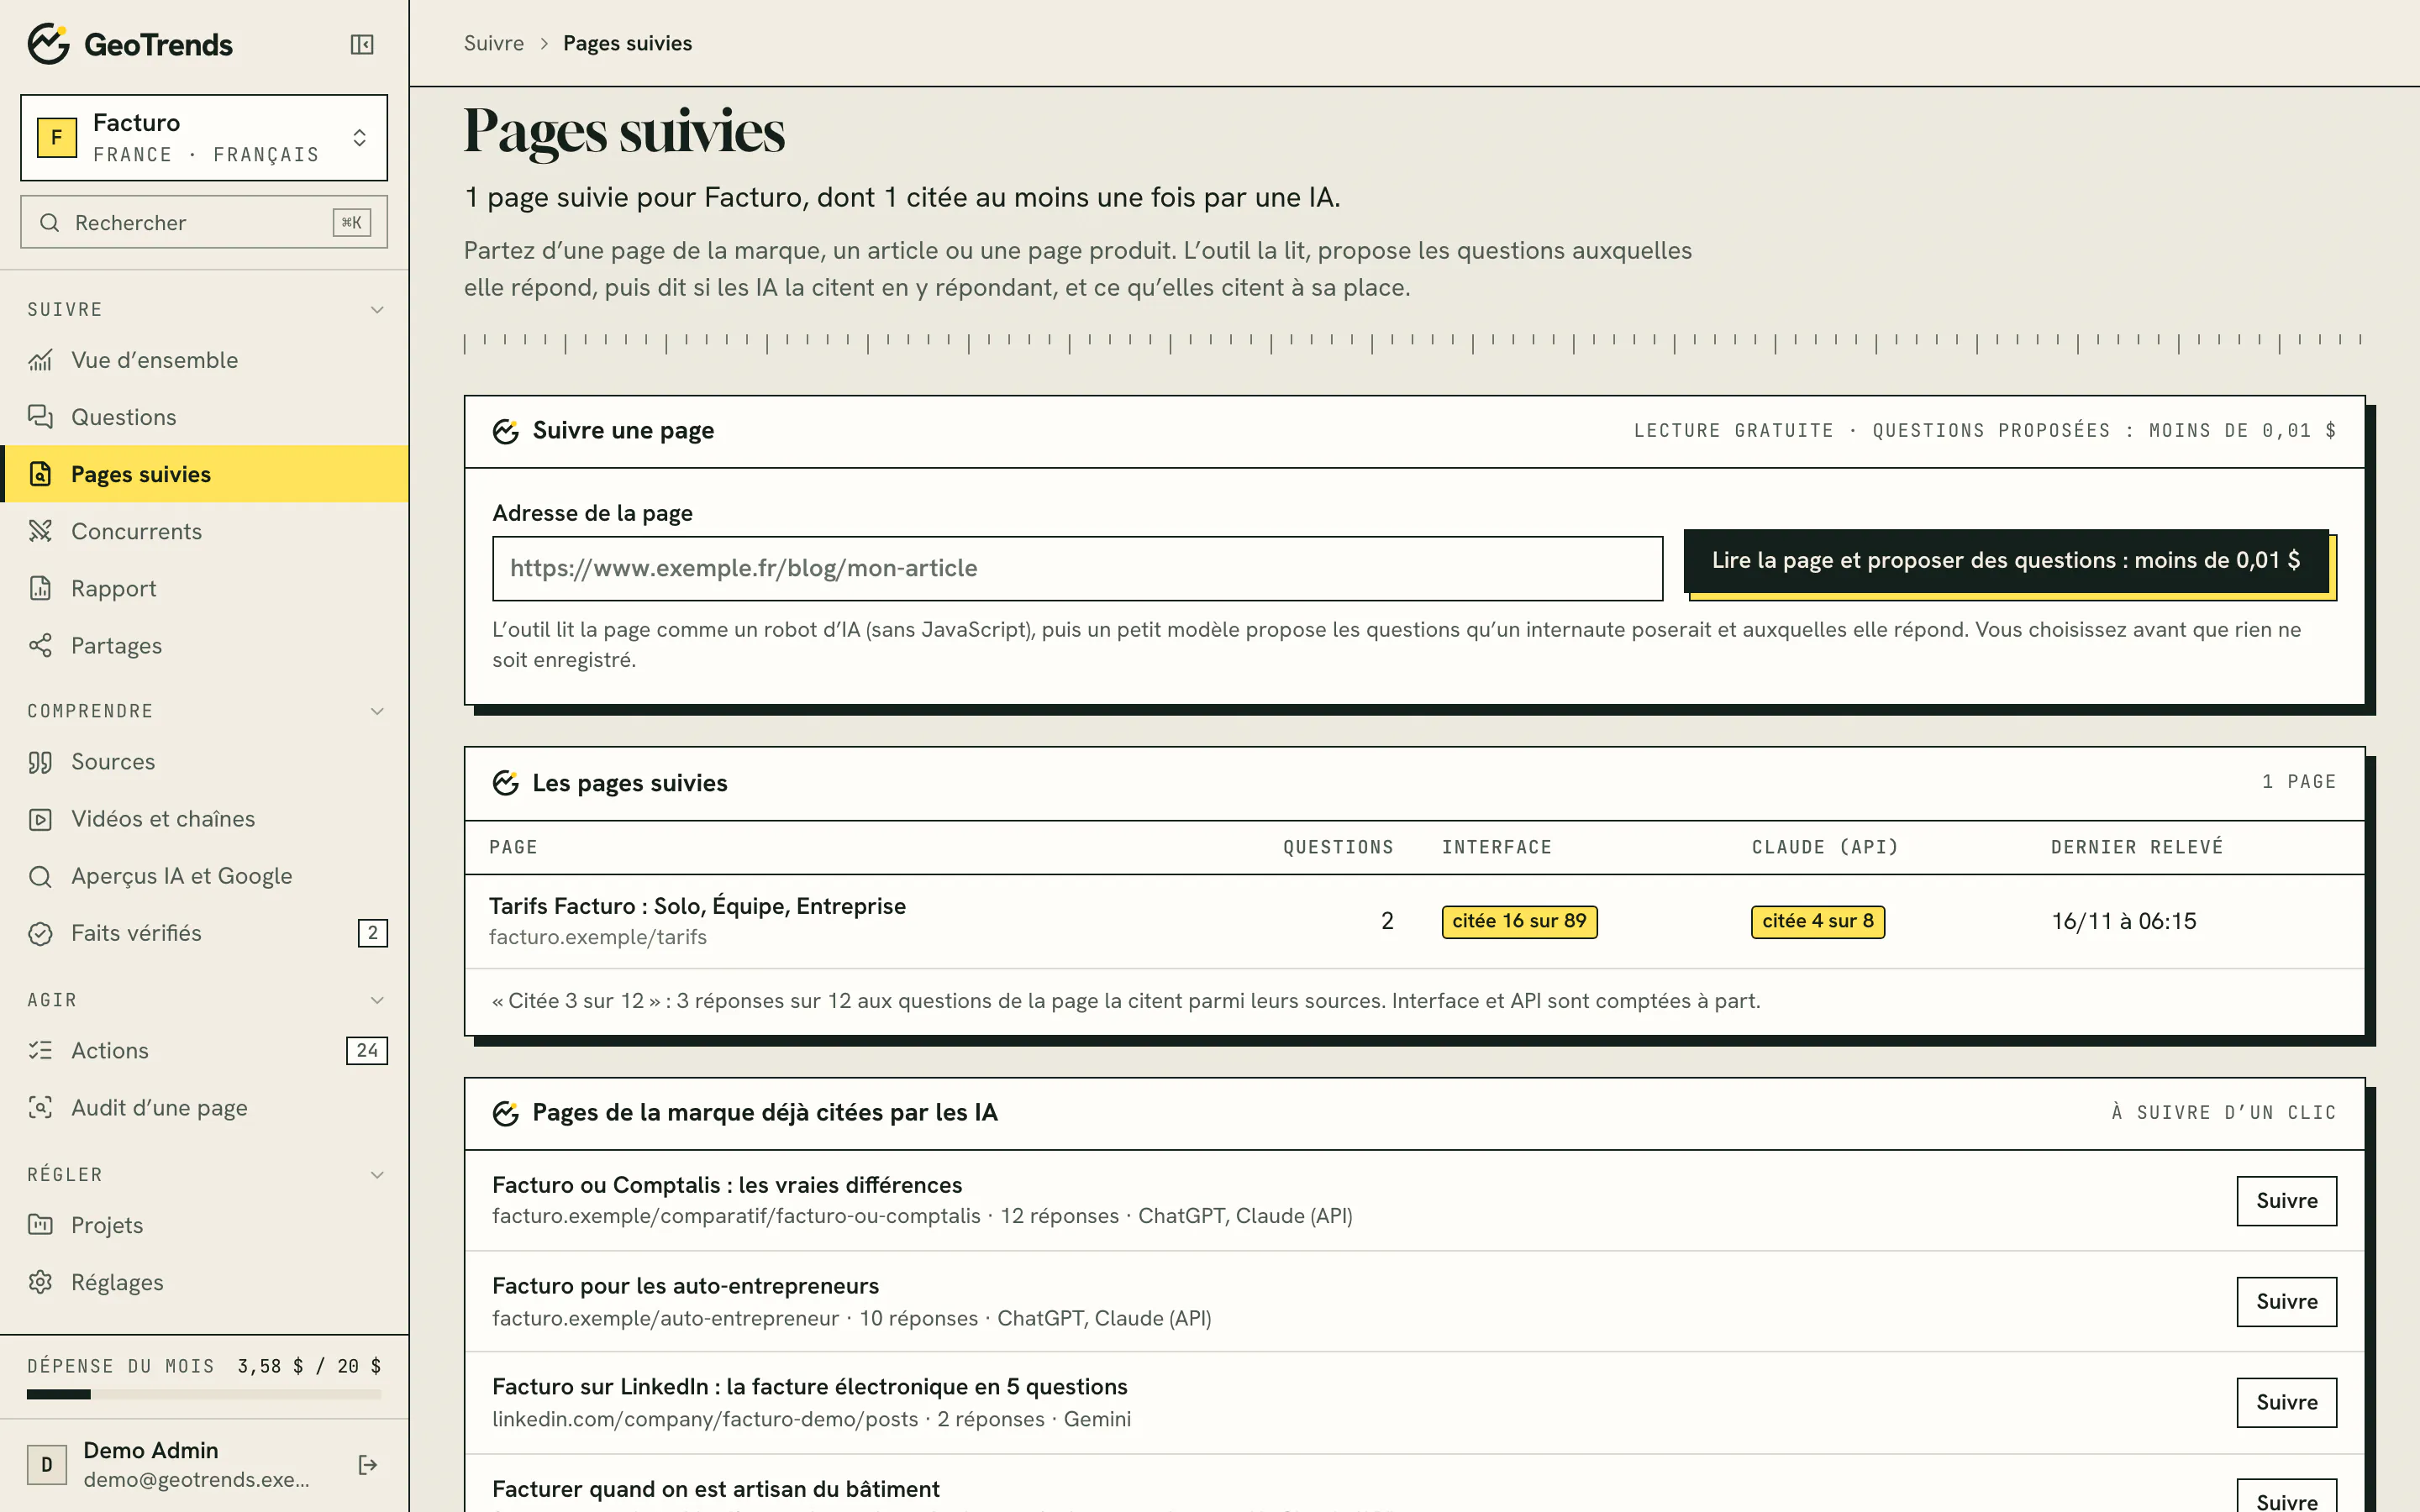 GeoTrends
F
Facturo
FRANCE · FRANÇAIS
Rechercher
⌘K
SUIVRE
Vue d’ensemble
Questions
Pages suivies
Concurrents
Rapport
Partages
COMPRENDRE
Sources
Vidéos et chaînes
Aperçus IA et Google
Faits vérifiés
2
AGIR
Actions
24
Audit d’une page
RÉGLER
Projets
Réglages
DÉPENSE DU MOIS 3,58 $ / 20 $
D
Demo Admin
demo@geotrends.exe…
Suivre > Pages suivies
Pages suivies
1 page suivie pour Facturo, dont 1 citée au moins une fois par une IA.
Partez d’une page de la marque, un article ou une page produit. L’outil la lit, propose les questions auxquelles
elle répond, puis dit si les IA la citent en y répondant, et ce qu’elles citent à sa place.
Suivre une page
LECTURE GRATUITE · QUESTIONS PROPOSÉES : MOINS DE 0,01 $
Adresse de la page
https://www.exemple.fr/blog/mon-article
Lire la page et proposer des questions : moins de 0,01 $
L’outil lit la page comme un robot d’IA (sans JavaScript), puis un petit modèle propose les questions qu’un internaute poserait et auxquelles elle répond. Vous choisissez avant que rien ne
soit enregistré.
Les pages suivies
1 PAGE
PAGE QUESTIONS INTERFACE CLAUDE (API) DERNIER RELEVÉ
Tarifs Facturo : Solo, Équipe, Entreprise
facturo.exemple/tarifs
2 citée 16 sur 89 citée 4 sur 8 16/11 à 06:15
« Citée 3 sur 12 » : 3 réponses sur 12 aux questions de la page la citent parmi leurs sources. Interface et API sont comptées à part.
Pages de la marque déjà citées par les IA
À SUIVRE D’UN CLIC
Facturo ou Comptalis : les vraies différences
facturo.exemple/comparatif/facturo-ou-comptalis · 12 réponses · ChatGPT, Claude (API)
Suivre
Facturo pour les auto-entrepreneurs
facturo.exemple/auto-entrepreneur · 10 réponses · ChatGPT, Claude (API)
Suivre
Facturo sur LinkedIn : la facture électronique en 5 questions
linkedin.com/company/facturo-demo/posts · 2 réponses · Gemini
Suivre
Facturer quand on est artisan du bâtiment
Suivre